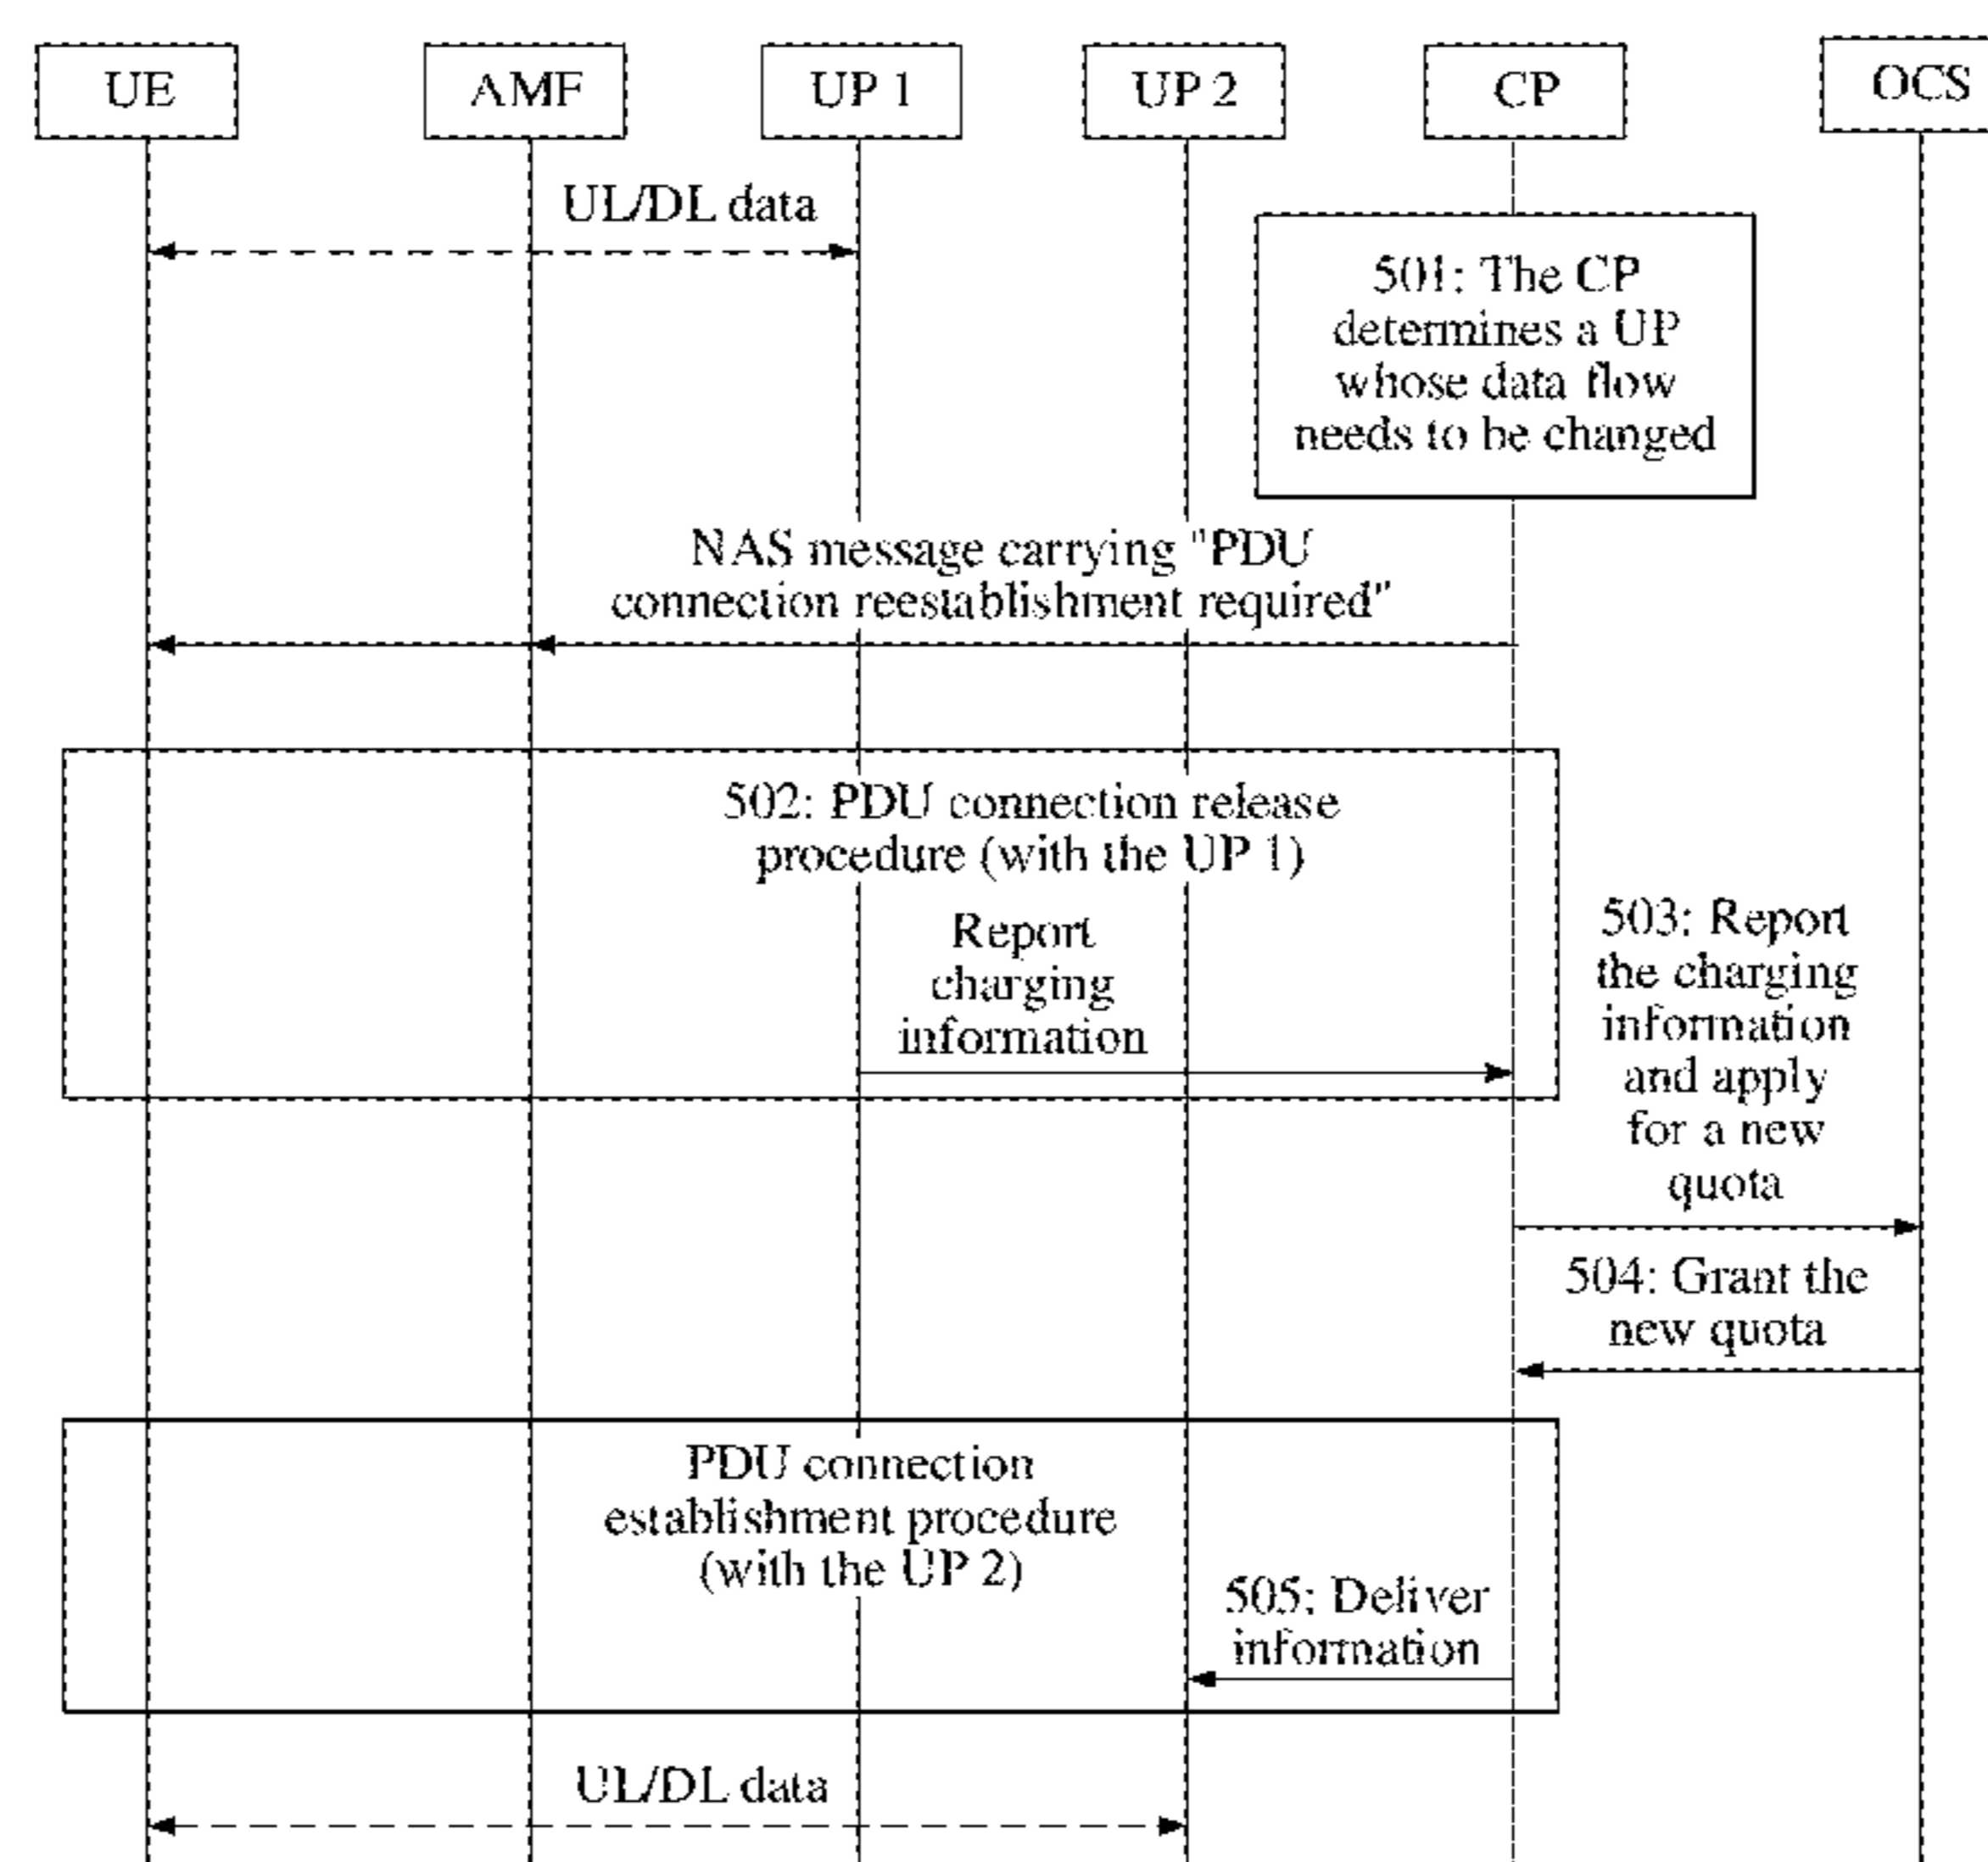 UE
AMF
UP 1
UP 2
CP
OCS
UL/DL data
501: The CP
determines a UP
whose data flow
needs to be changed
NAS message carrying "PDU
connection reestablishment required"
502: PDU connection release
procedure (with the UP 1)
Report
charging
information
503: Report
the charging
information
and apply
for a new
quota
504: Grant the
new quota
PDU connection
establishment procedure
(with the UP 2)
505: Deliver
information
UL/DL data